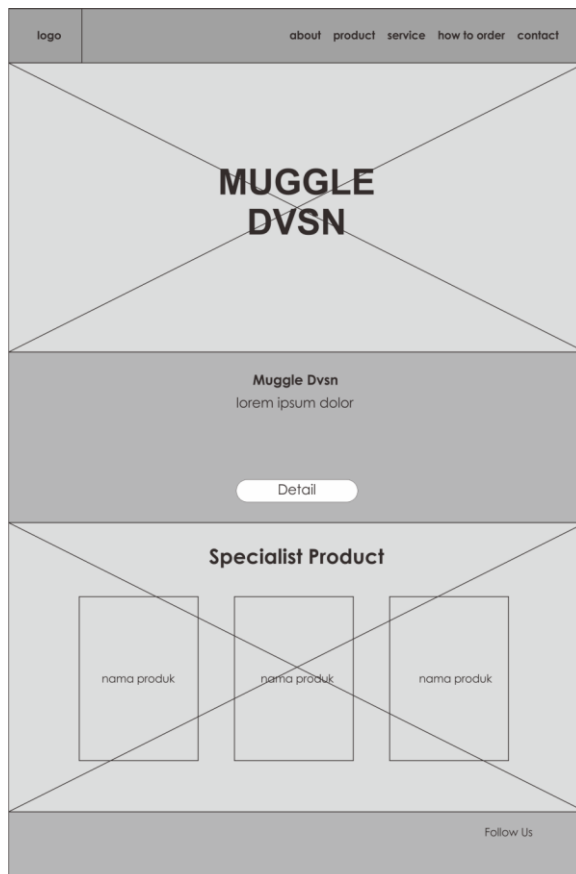 logo
about product service how to order contact
MUGGLE
DVSN
Muggle Dvsn
lorem ipsum dolor
Detail
Specialist Product
nama produk nama produk nama produk
Follow Us